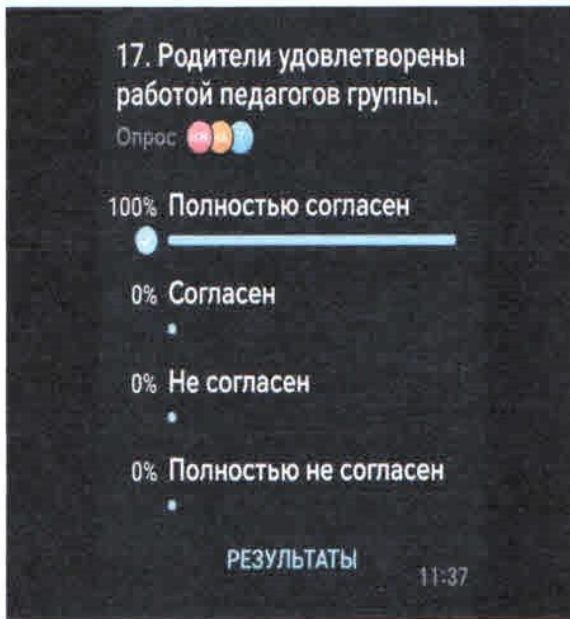 17. Родители удовлетворены
работой педагогов группы.
Опрос
100% Полностью согласен
0% Согласен
0% Не согласен
0% Полностью не согласен
РЕЗУЛЬТАТЫ
11:37